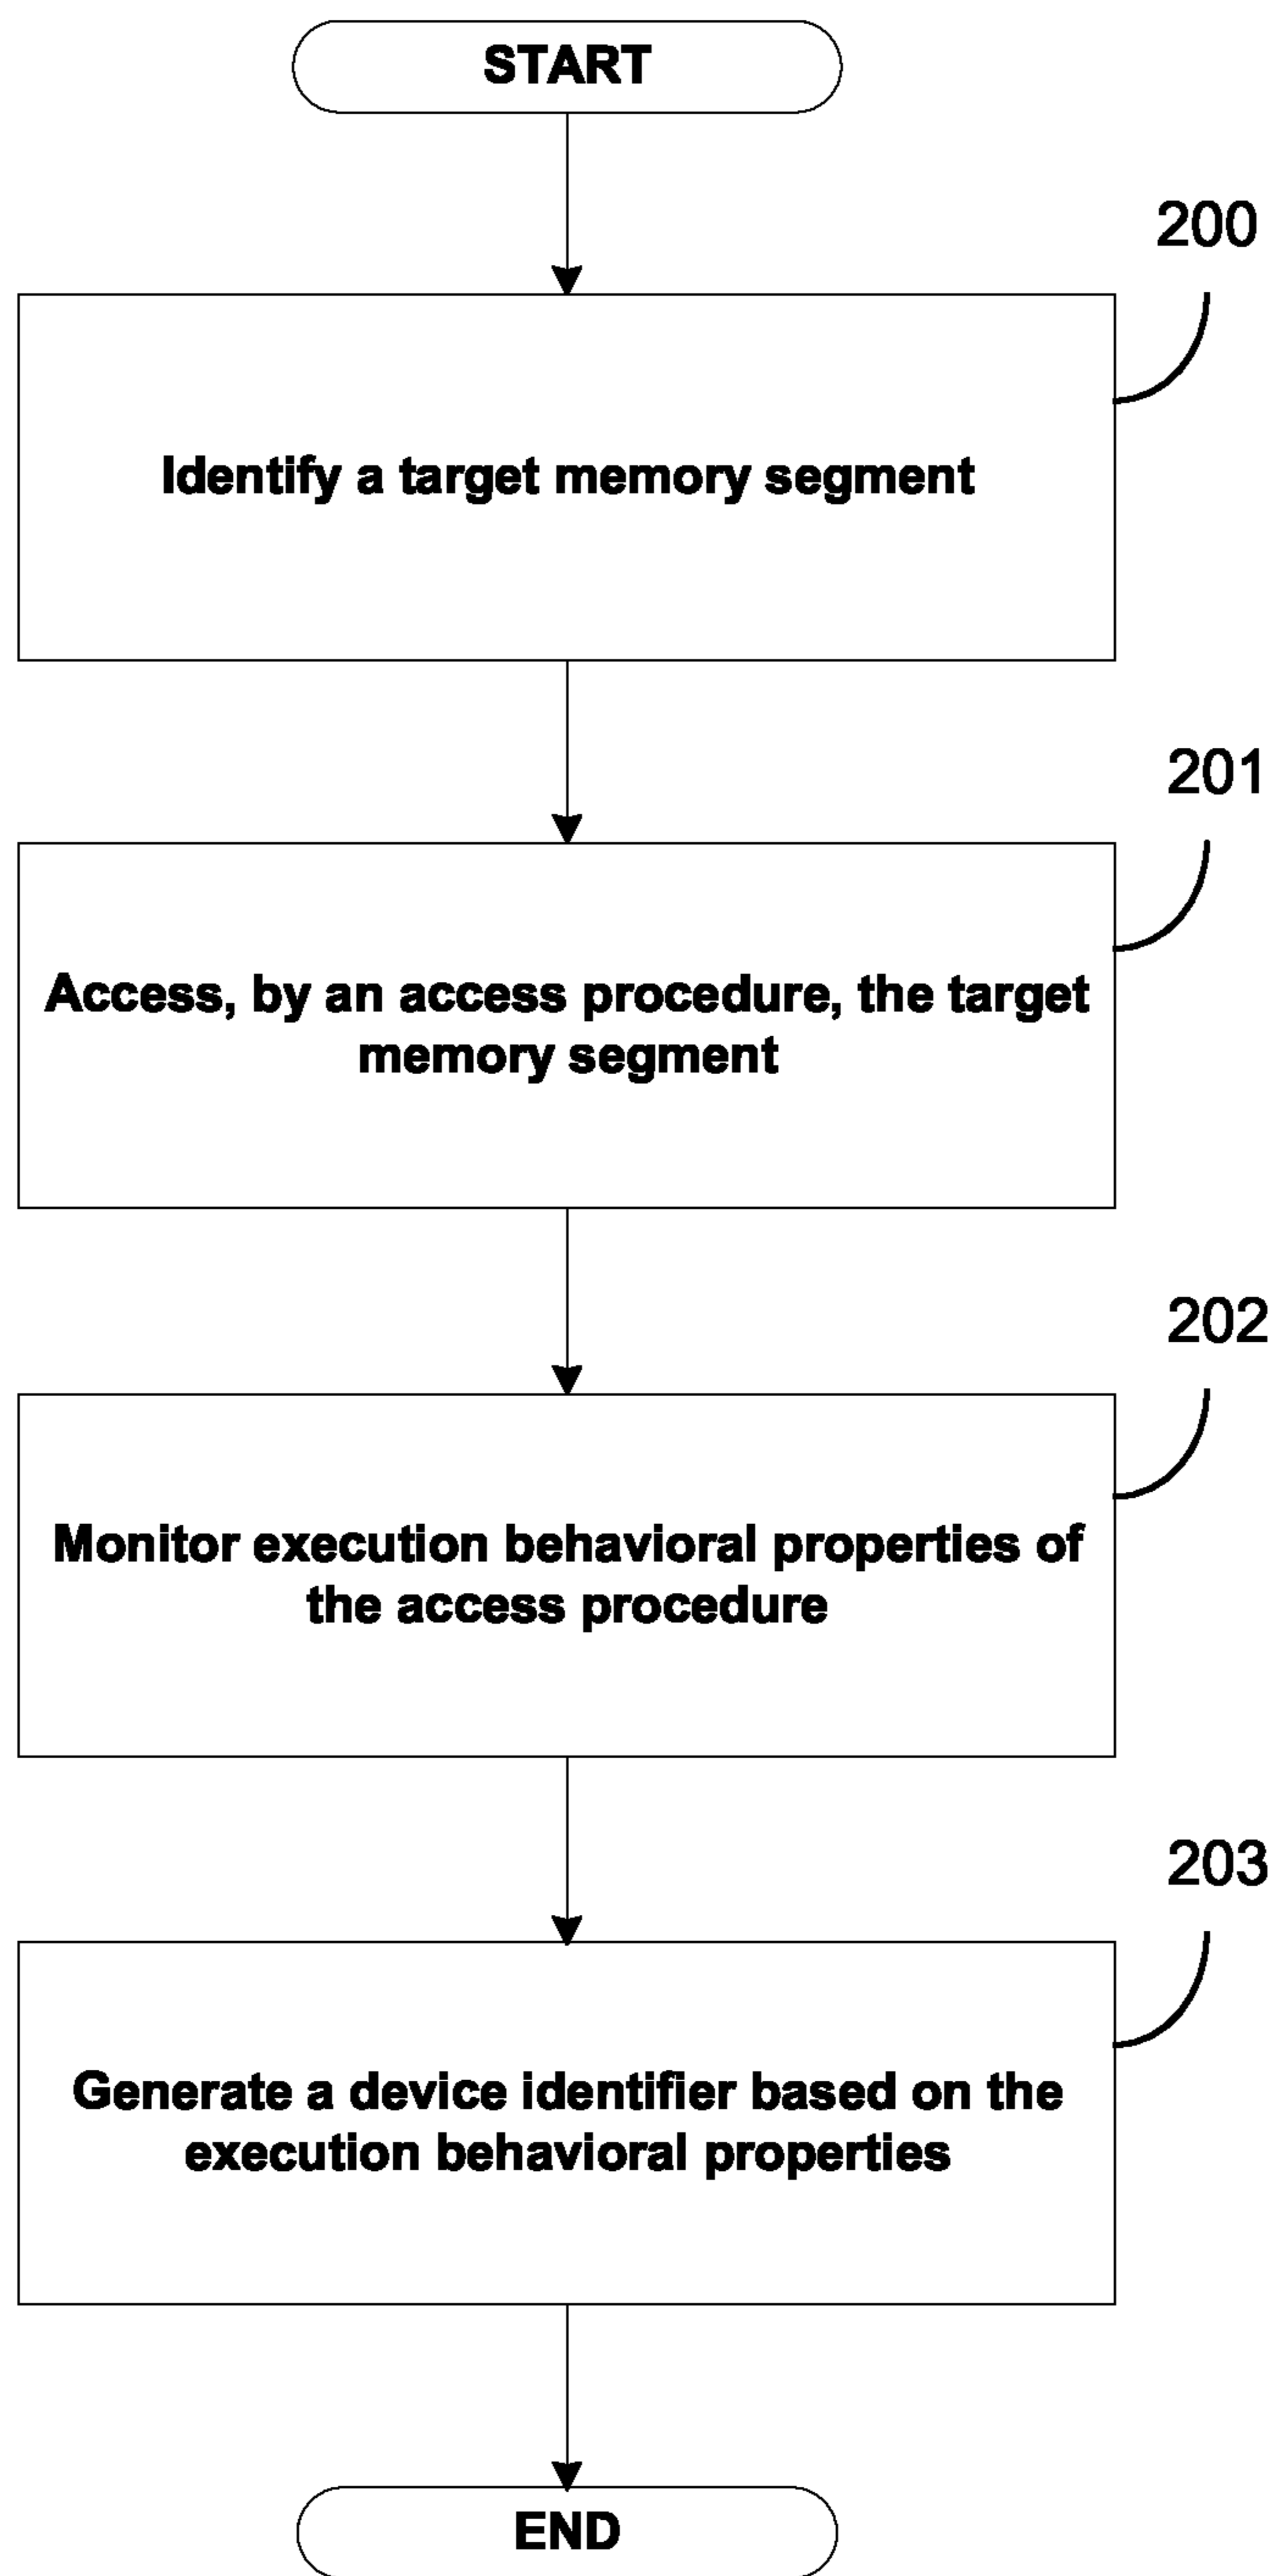 START
200
Identify a target memory segment
201
Access, by an access procedure, the target
memory segment
202
Monitor execution behavioral properties of
the access procedure
203
Generate a device identifier based on the
execution behavioral properties
END